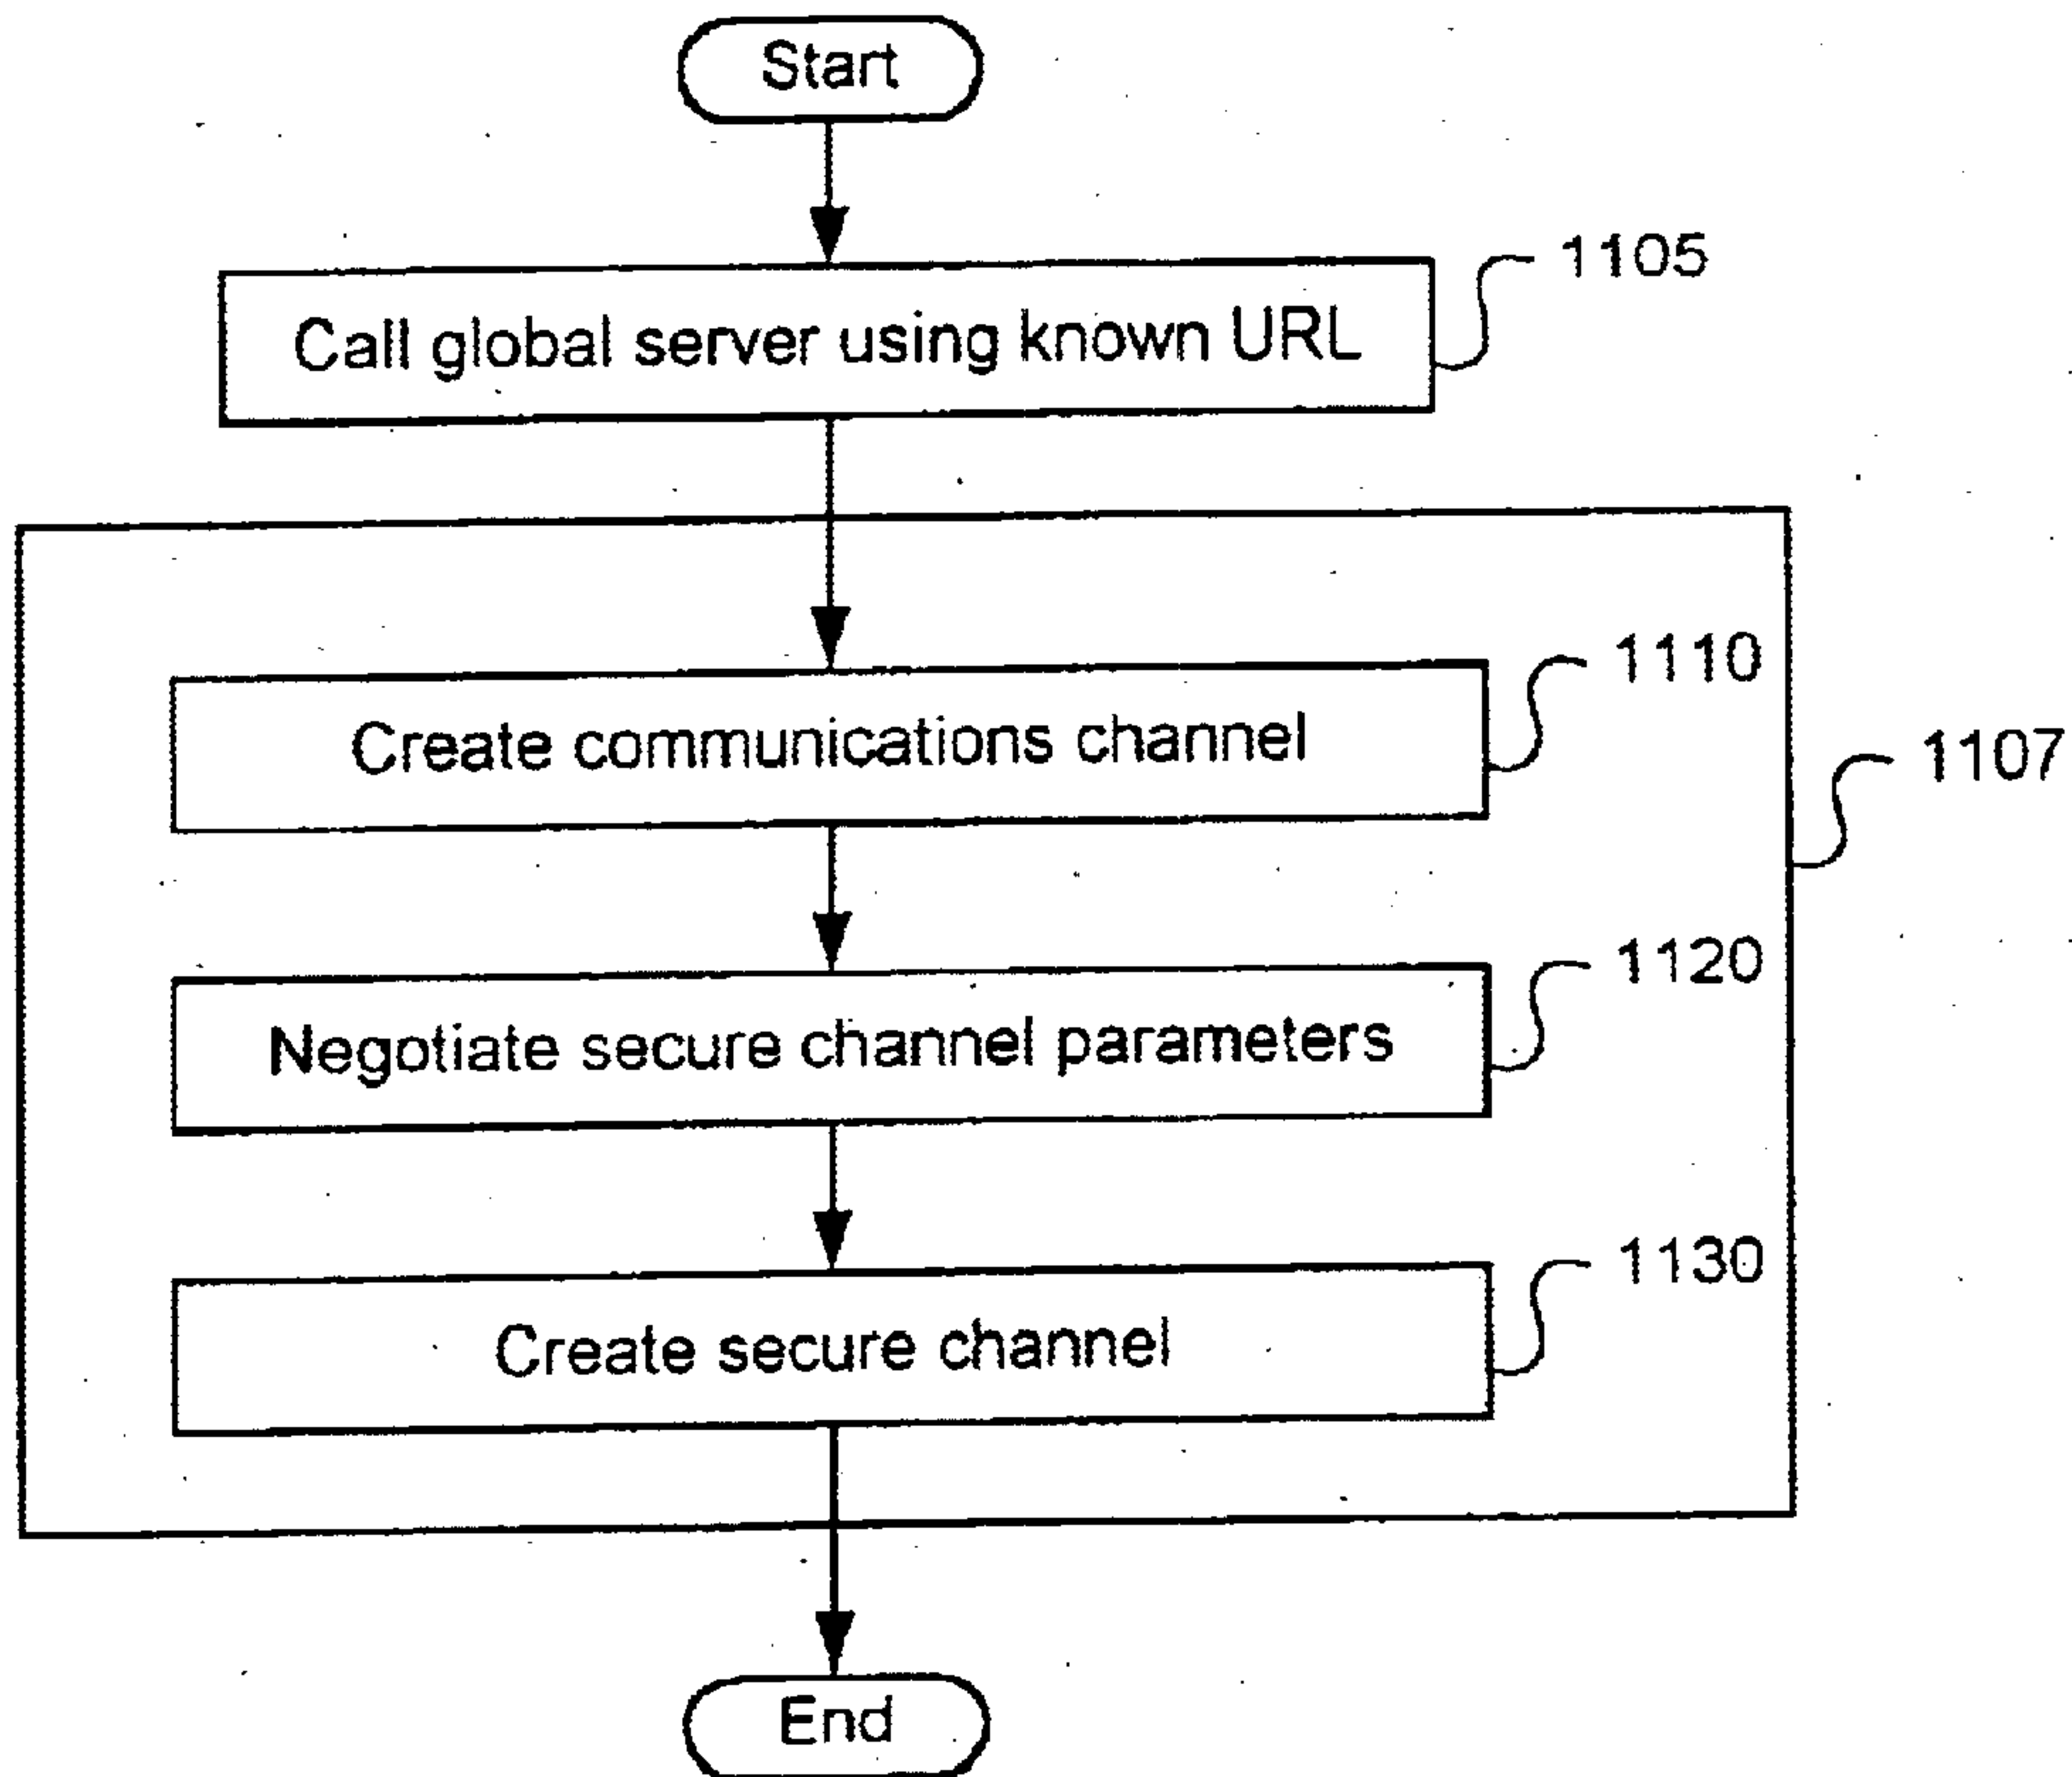 Start
Call global server using known URL
1105
Create communications channel
1110
1107
Negotiate secure channel parameters
1120
Create secure channel
1130
End